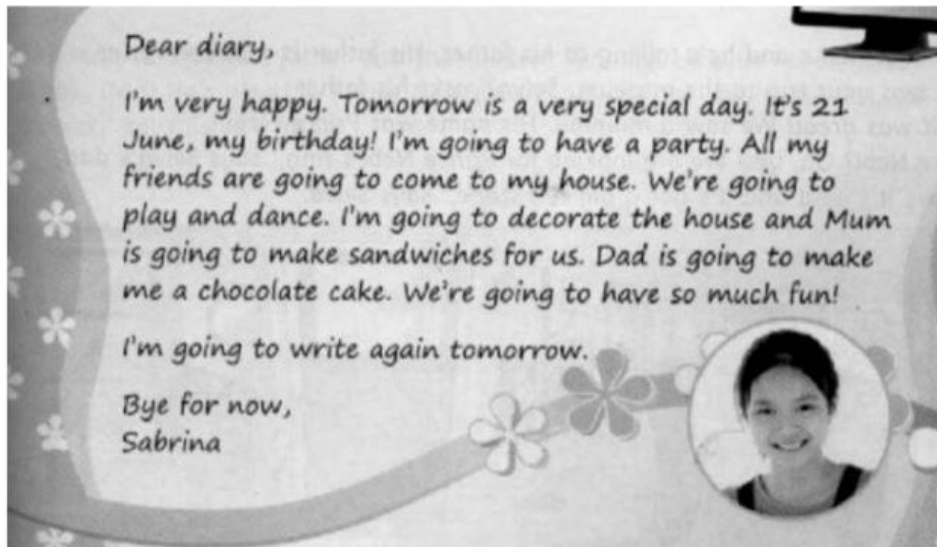 Dear diary,
I'm very happy. Tomorrow is a very special day. It's 21
June, my birthday! I'm going to have a party. All my
friends are going to come to my house. We're going to
play and dance. I'm going to decorate the house and Mum
is going to make sandwiches for us. Dad is going to make
me a chocolate cake. We're going to have so much fun!
I'm going to write again tomorrow.
Bye for now,
Sabrina